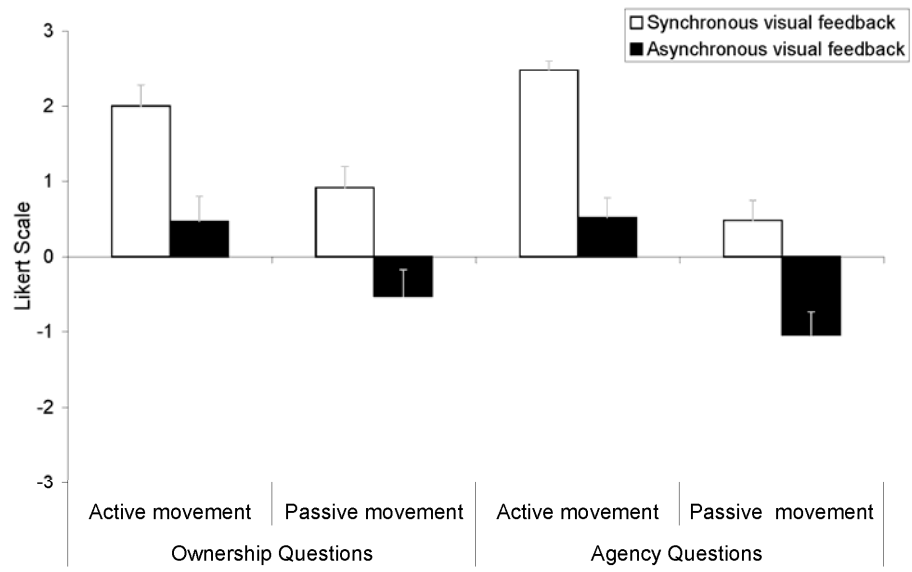 Synchronous visual feedback
Asynchronous visual feedback
3
2
1
0
-1
-2
-3
Likert Scale
Active movement
Passive movement
Active movement
Passive movement
Ownership Questions
Agency Questions